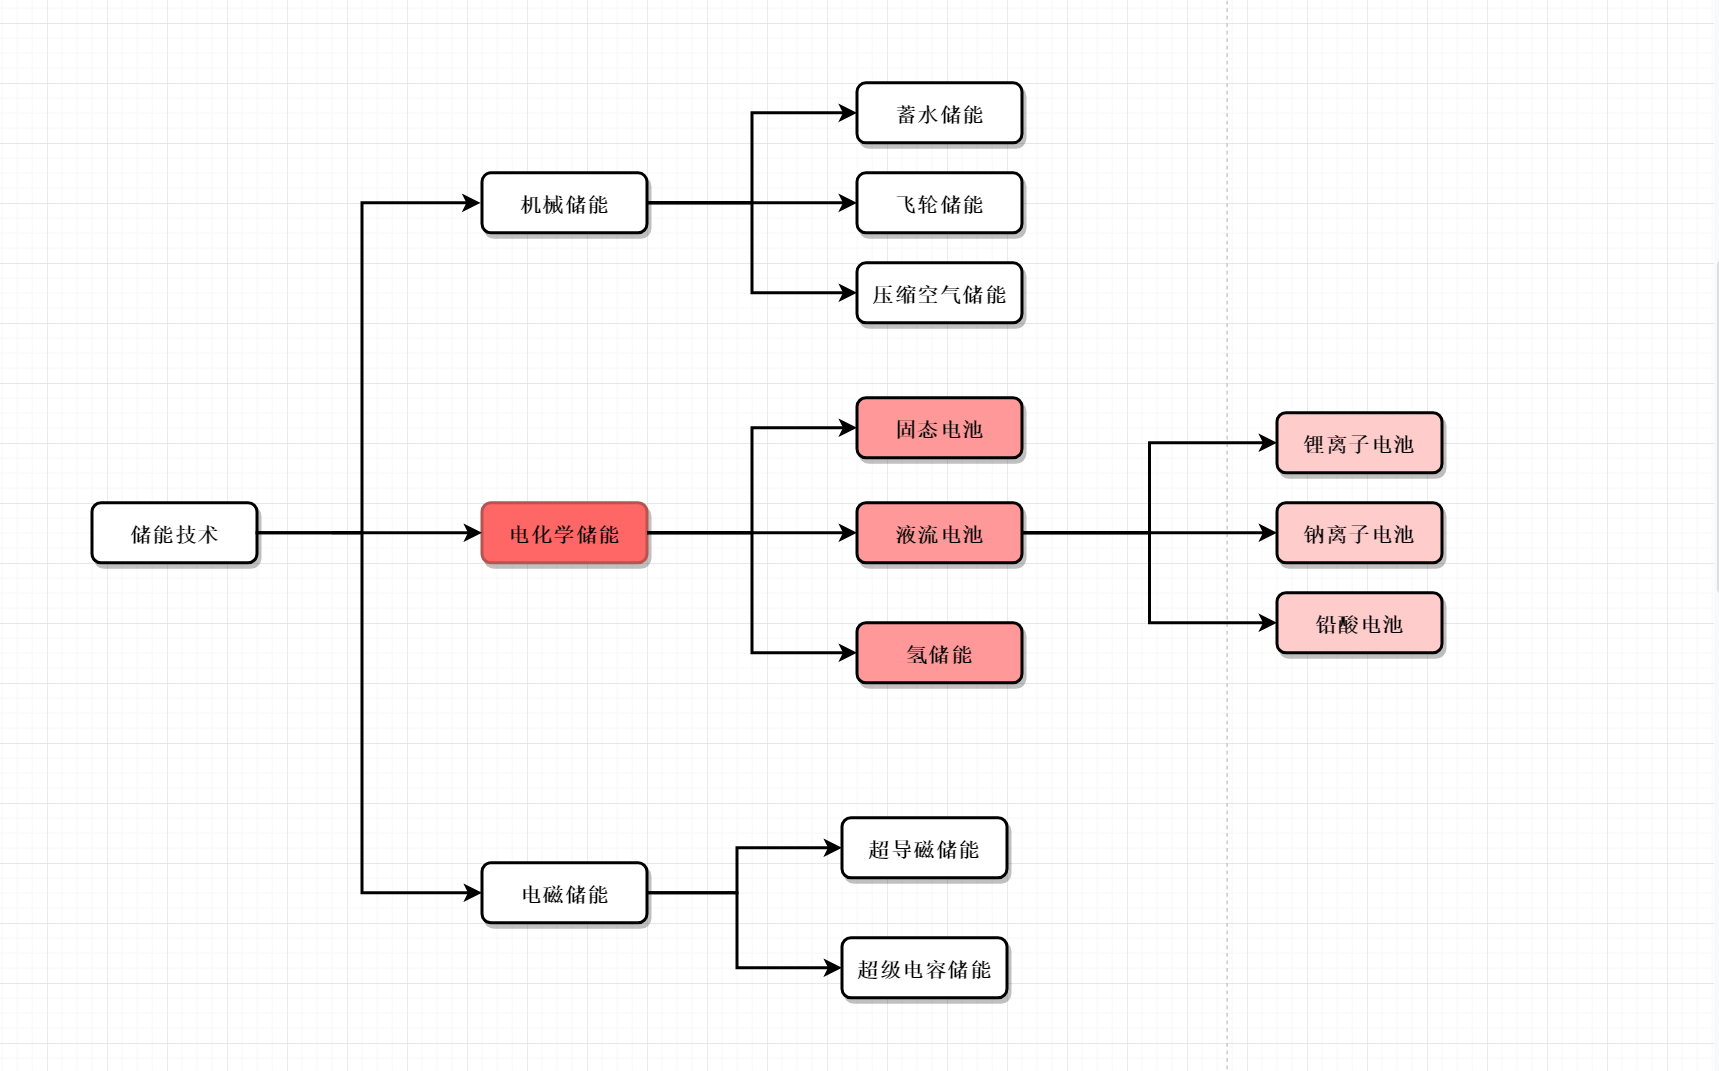 储能技术
机械储能
蓄水储能
飞轮储能
压缩空气储能
电化学储能
固态电池
液流电池
氢储能
锂离子电池
钠离子电池
铅酸电池
电磁储能
超导磁储能
超级电容储能